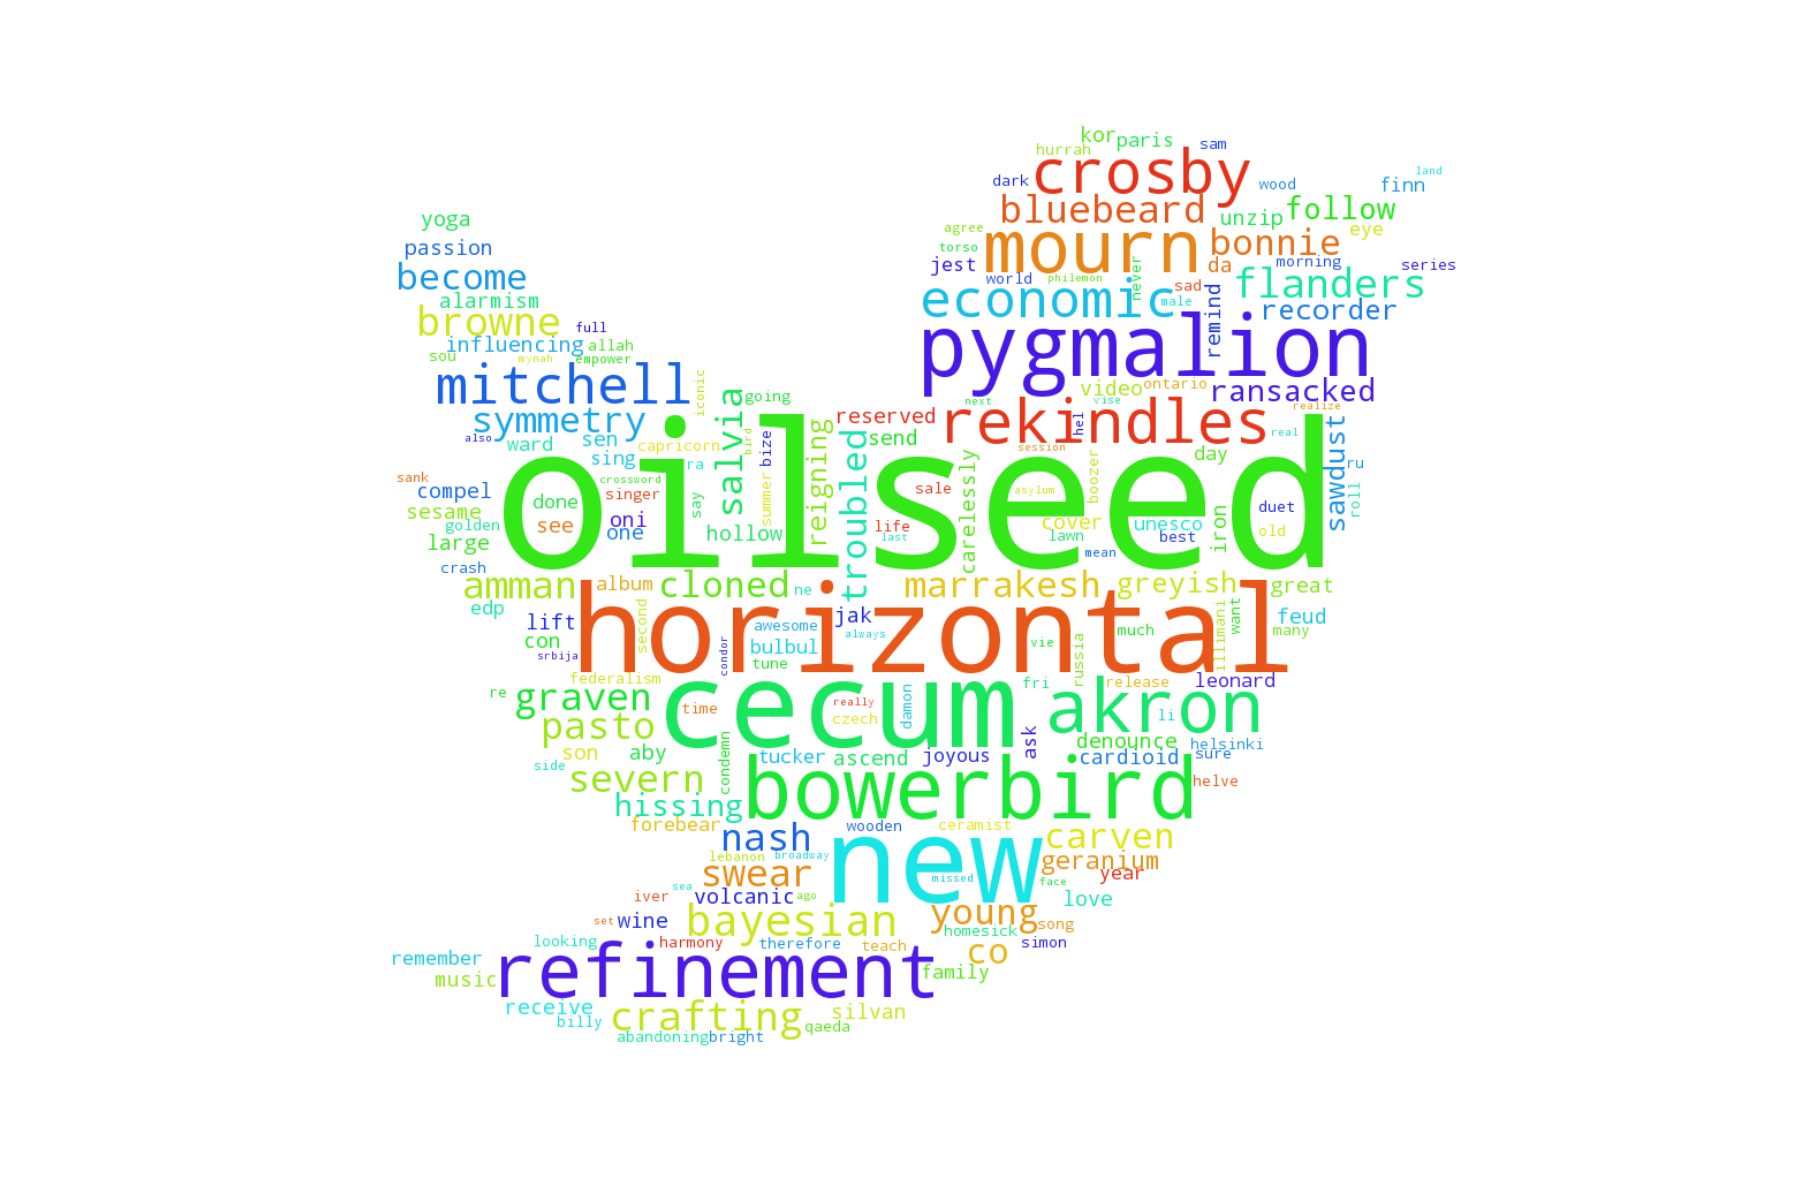 kor
paris
sam
hurrah
crosby
land
dark
wood
finn
bluebeard
unzip
follow
yoga
agree
mourn
bonnie
eye
passion
torso
jest
da
morning
series
become
world
philemon
never
sad
flanders
alarmism
economic
male
remind
recorder
browne
full
pygmalion
influencing
allah
sou
mynah
empower
mitchell
iconic
going
video
ontario
ransacked
symmetry
salvia
reserved
next
rekindles
hel
realize
also
ward
sen
capricorn
bird
bize
reigning
troubled
send
session
day
real
sawdust
sing
ra
ru
sank
crossword
oilseed
compel
singer
say
summer
sale
carelessly
asylum
boozer
roll
sesame
done
duet
golden
see
oni
one
hollow
life
last
cover
lawn
unesco
best
iron
old
large
mean
crash
amman
album
cloned
ne
marrakesh
greyish
great
edp
lift
second
horizontal
jak
awesome
always
much
illimani
want
feud
many
con
srbija
condor
bulbul
tune
vie
russia
federalism
cecum
fri
release
leonard
re
graven
time
really
czech
damon
akron
li
pasto
son
aby
condemn
tucker
ascend
joyous
ask
denounce
helsinki
cardioid
sure
side
severn
bowerbird
helve
hissing
forebear
nash
wooden
ceramist
carven
lebanon
broadway
new
geranium
swear
missed
face
year
sea
iver
volcanic
ago
love
set
wine
bayesian
young
song
looking
harmony
therefore
teach
homesick
simon
remember
refinement
co
music
family
receive
billy
crafting
silvan
qaeda
abandoning
bright
vise